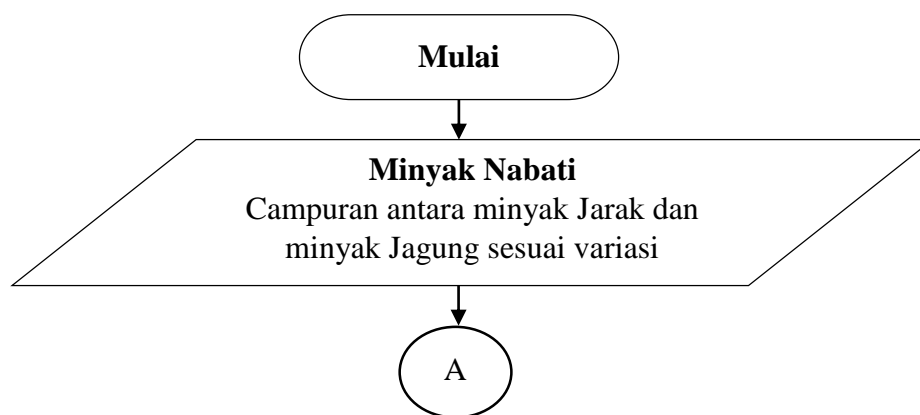 Mulai
Minyak Nabati
Campuran antara minyak Jarak dan
minyak Jagung sesuai variasi
A